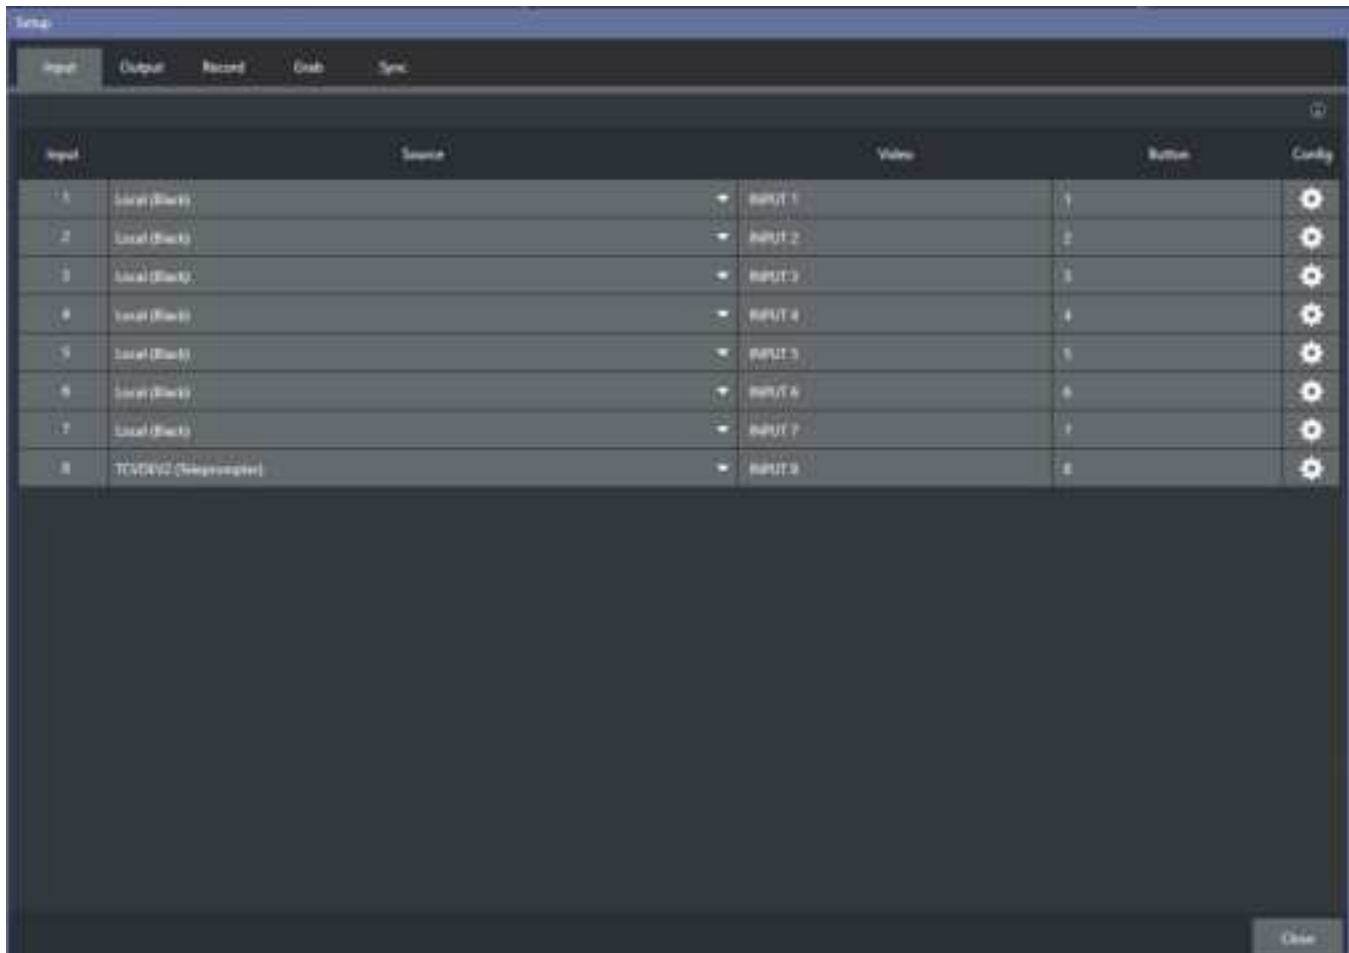 Setup
Input Output Record Grab Sync
Input Source Video Button Config
1 Local (Black) INPUT 1 1
2 Local (Black) INPUT 2 2
3 Local (Black) INPUT 3 3
4 Local (Black) INPUT 4 4
5 Local (Black) INPUT 5 5
6 Local (Black) INPUT 6 6
7 Local (Black) INPUT 7 7
8 (Teleprompter) INPUT 8 8
Close